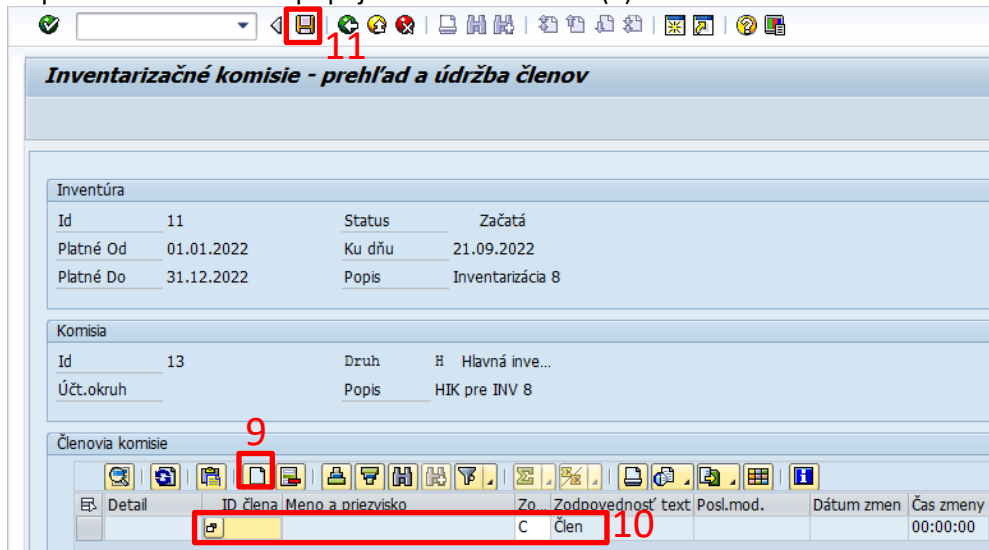 11
Inventarizačné komisie - prehľad a údržba členov
Inventúra
Id 11 Status Začatá
Platné Od 01.01.2022 Ku dňu 21.09.2022
Platné Do 31.12.2022 Popis Inventarizácia 8
Komisia
Id 13 Druh H Hlavná inve...
Účt.okruh Popis HIK pre INV 8
Členovia komisie 9
Detail ID člena Meno a priezvisko Zo... Zodpovednosť text Posl.mod. Dátum zmen Čas zmeny
C Člen 10 00:00:00